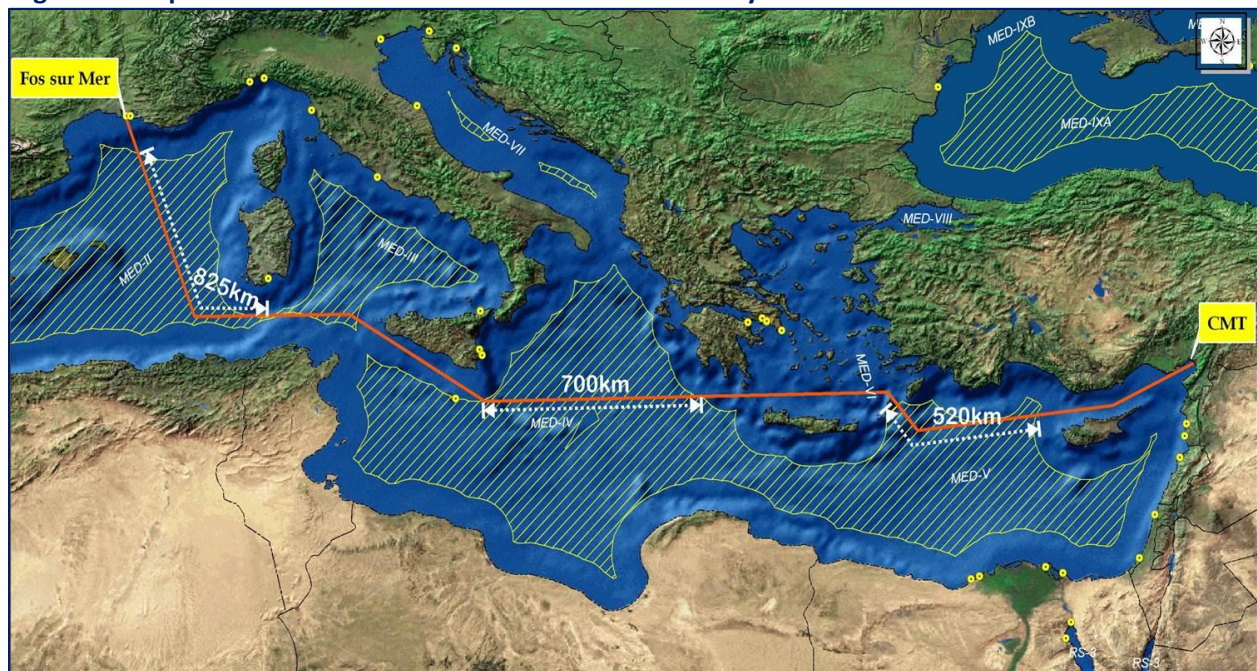 MED-IXB
Fos sur Mer
MED-IXA
MED-VII
MED-VIII
MED-II
MED-III
825km
CMT
MED-VI
700km
MED-IV
520km
MED-V
RS-3
RS-3